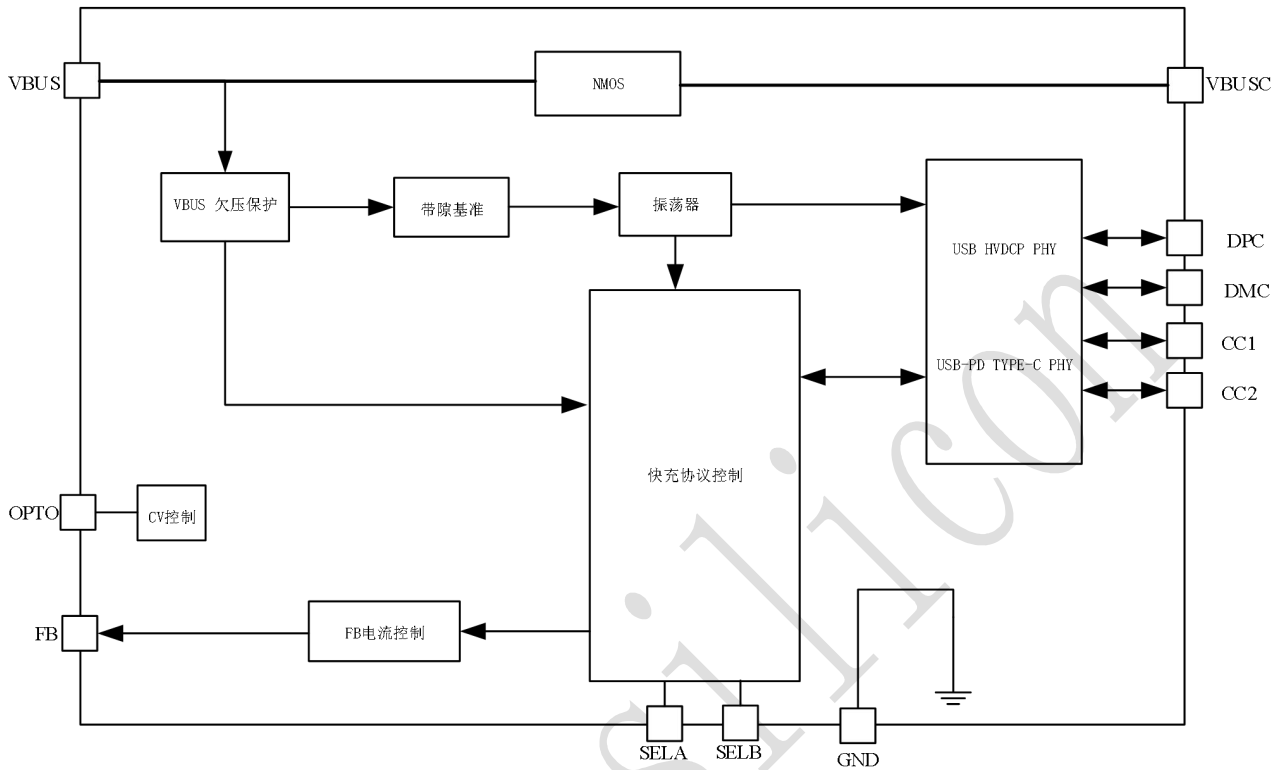 VBUS
NMOS
VBUSC
VBUS 欠压保护
带隙基准
振荡器
USB HVDCP PHY
DPC
DMC
CC1
USB-PD TYPE-C PHY
CC2
快充协议控制
OPTO
CV控制
FB
FB电流控制
SELA
SELB
GND
silicon